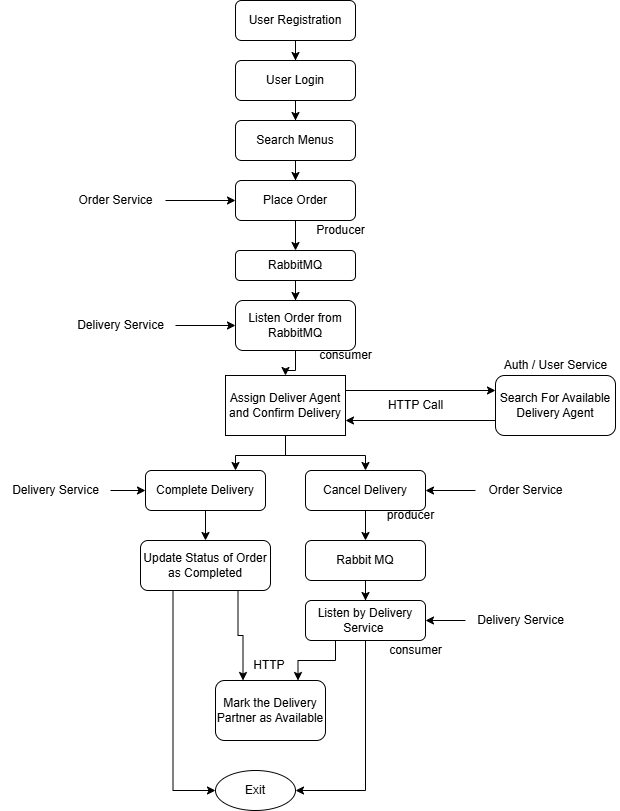 User Registration
User Login
Search Menus
Order Service
Place Order
Producer
RabbitMQ
Delivery Service
Listen Order from
RabbitMQ
consumer
Auth / User Service
Assign Deliver Agent
and Confirm Delivery
HTTP Call
Search For Available
Delivery Agent
Delivery Service
Complete Delivery
Cancel Delivery
Order Service
producer
Update Status of Order
as Completed
Rabbit MQ
Listen by Delivery
Service
Delivery Service
consumer
HTTP
Mark the Delivery
Partner as Available
Exit